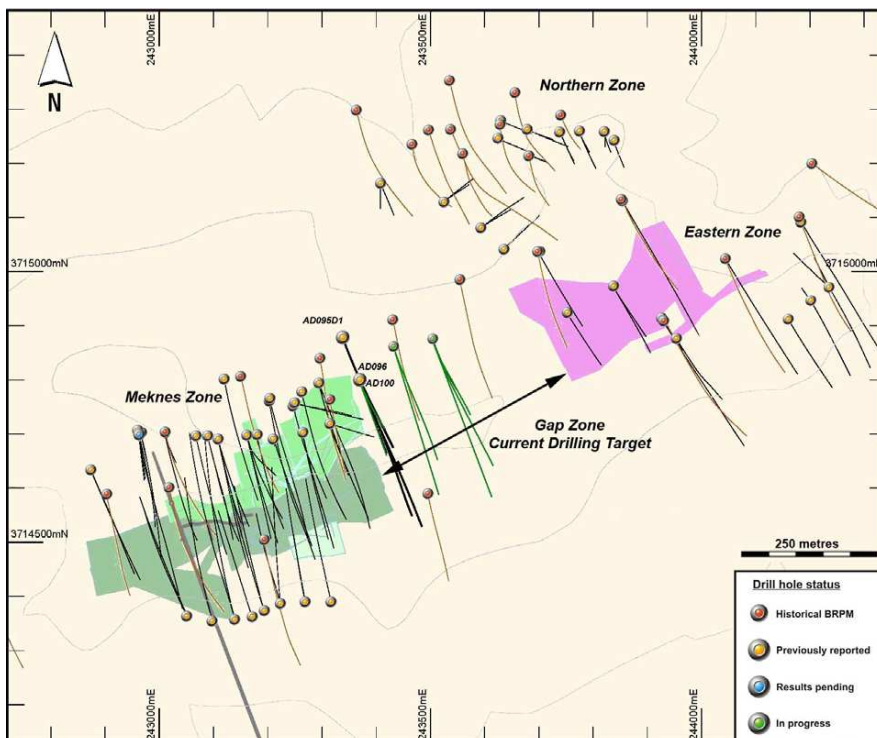 243000mE
243500mE
244000mE
N
Northern Zone
Eastern Zone
3715000mN
3715000mN
AD095D1
AD096
AD100
Meknes Zone
Gap Zone
Current Drilling Target
3714500mN
3714500mN
250 metres
Drill hole status
Historical BRPM
Previously reported
Results pending
In progress
243000mE
243500mE
244000mE